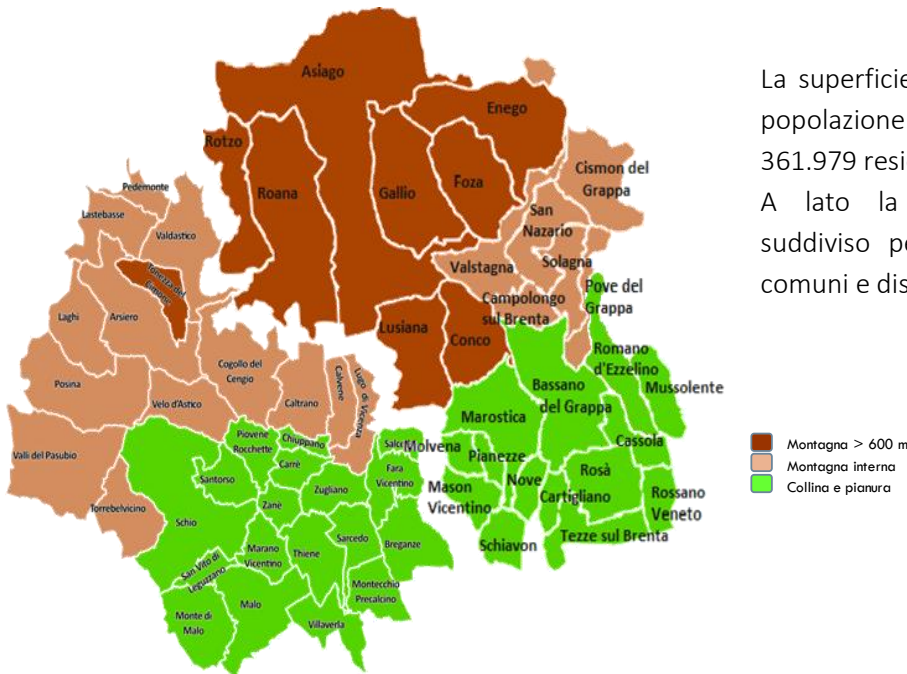 Asiago
Enego
Rotzo
Cismon del
Grappa
Roana
Gallio
Foza
Pedemonte
San
Nazario
Lastebasse
Valdastico
Valstagna
Solagna
Tonezza del
Cimone
Pove del
Grappa
Laghi
Arsiero
Campolongo
sul Brenta
Lusiana
Conco
Romano
d'Ezzelino
Posina
Cogollo del
Cengio
Calvene
Lugo di Vicenza
Bassano
del Grappa
Mussolente
Velo d'Astico
Caltrano
Marostica
Valli del Pasubio
Piovene
Rocchette
Chiuppano
Molvena
Cassola
Carrè
Pianezze
Santorso
Fara
Vicentino
Rosà
Zugliano
Mason
Vicentino
Nove
Cartigliano
Rossano
Veneto
Torrebelvicino
Zanè
Schio
Tezze sul Brenta
Sarcedo
Breganze
Schiavon
Marano
Vicentino
Thiene
San Vito di
Leguzzano
Montecchio
Precalcino
Malo
Monte di
Malo
Villaverla
La superficie
popolazione
361.979 resi
A lato la
suddiviso pe
comuni e dis
Montagna > 600 m
Montagna interna
Collina e pianura